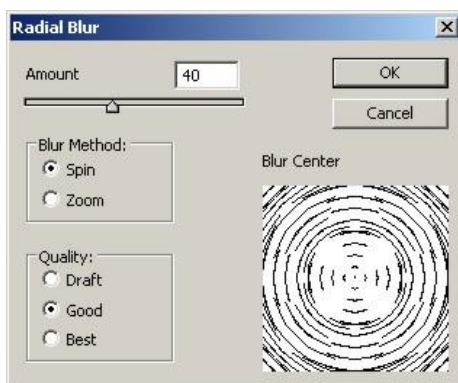 Radial Blur
Amount 40
OK
Cancel
Blur Method:
Spin
Zoom
Blur Center
Quality:
Draft
Good
Best